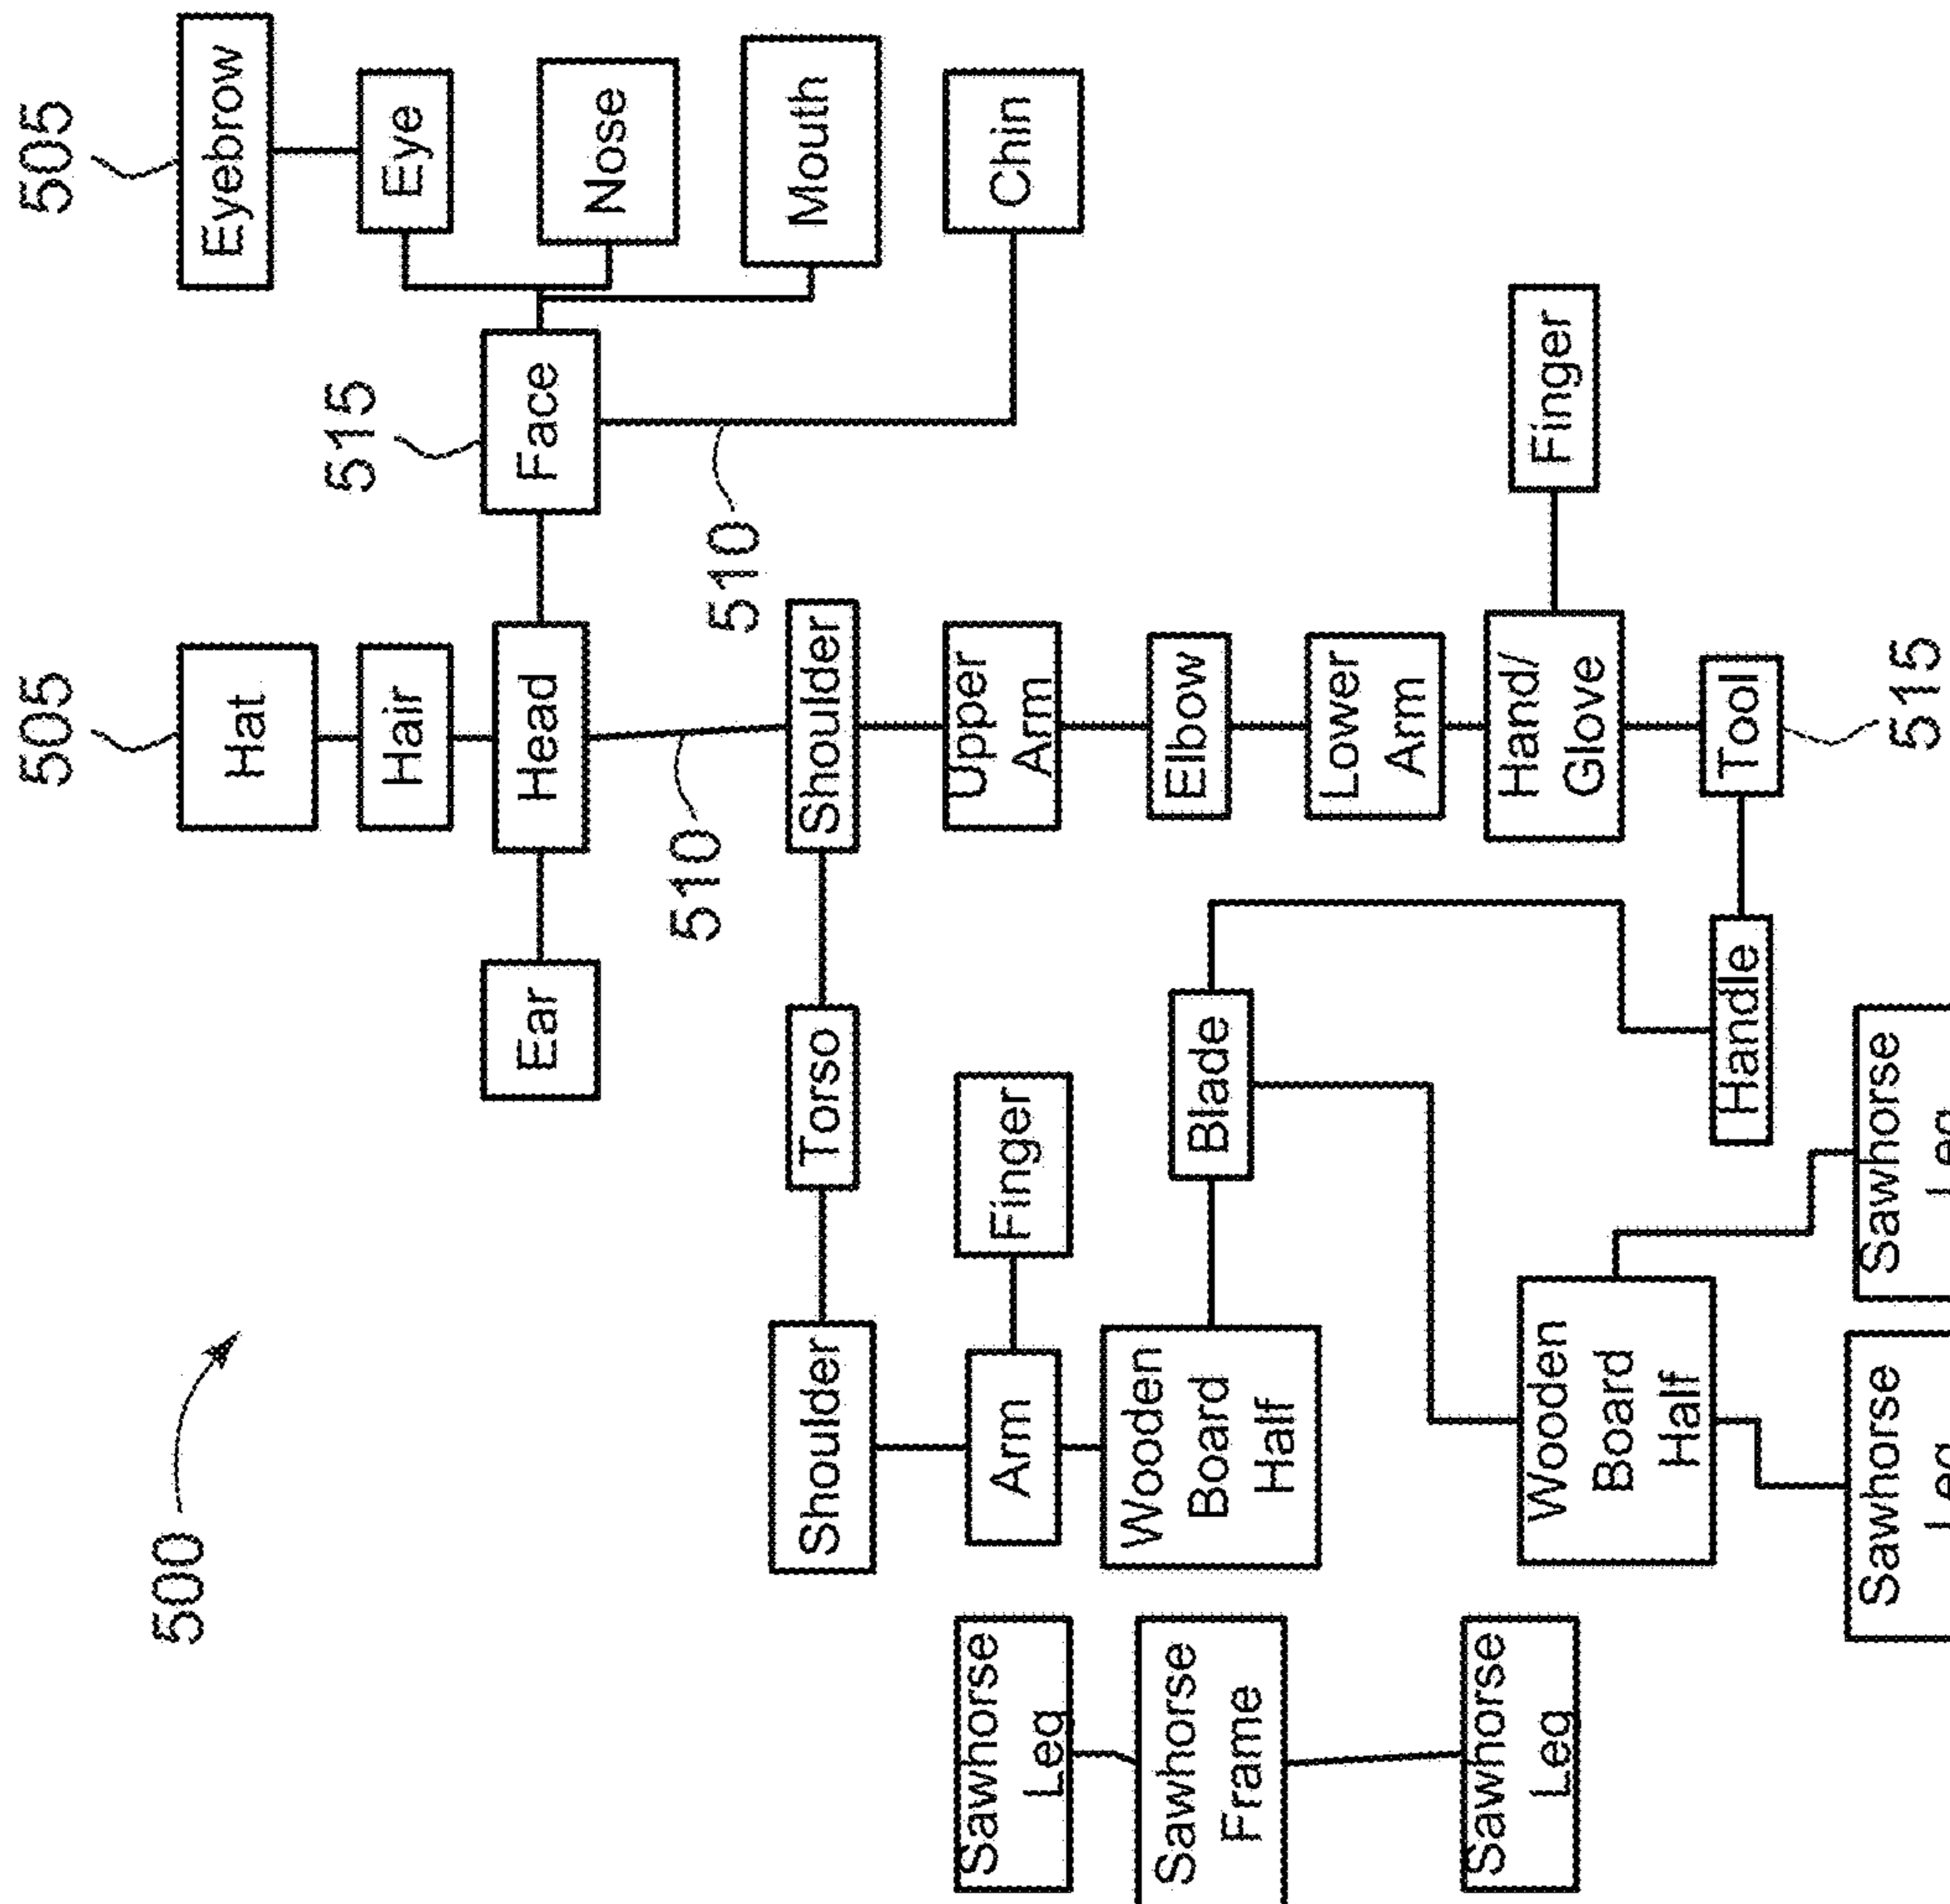 505
505
500
Hat
Eyebrow
515
Hair
Eye
Ear
Head
Face
Nose
510
510
Shoulder
Torso
Shoulder
Mouth
Sawhorse
Leg
Arm
Finger
Upper
Arm
Chin
Sawhorse
Frame
Wooden
Board
Half
Blade
Elbow
Lower
Arm
Sawhorse
Leg
Wooden
Board
Half
Hand/
Glove
Finger
Handle
Tool
Sawhorse
Leg
Sawhorse
Leg
515